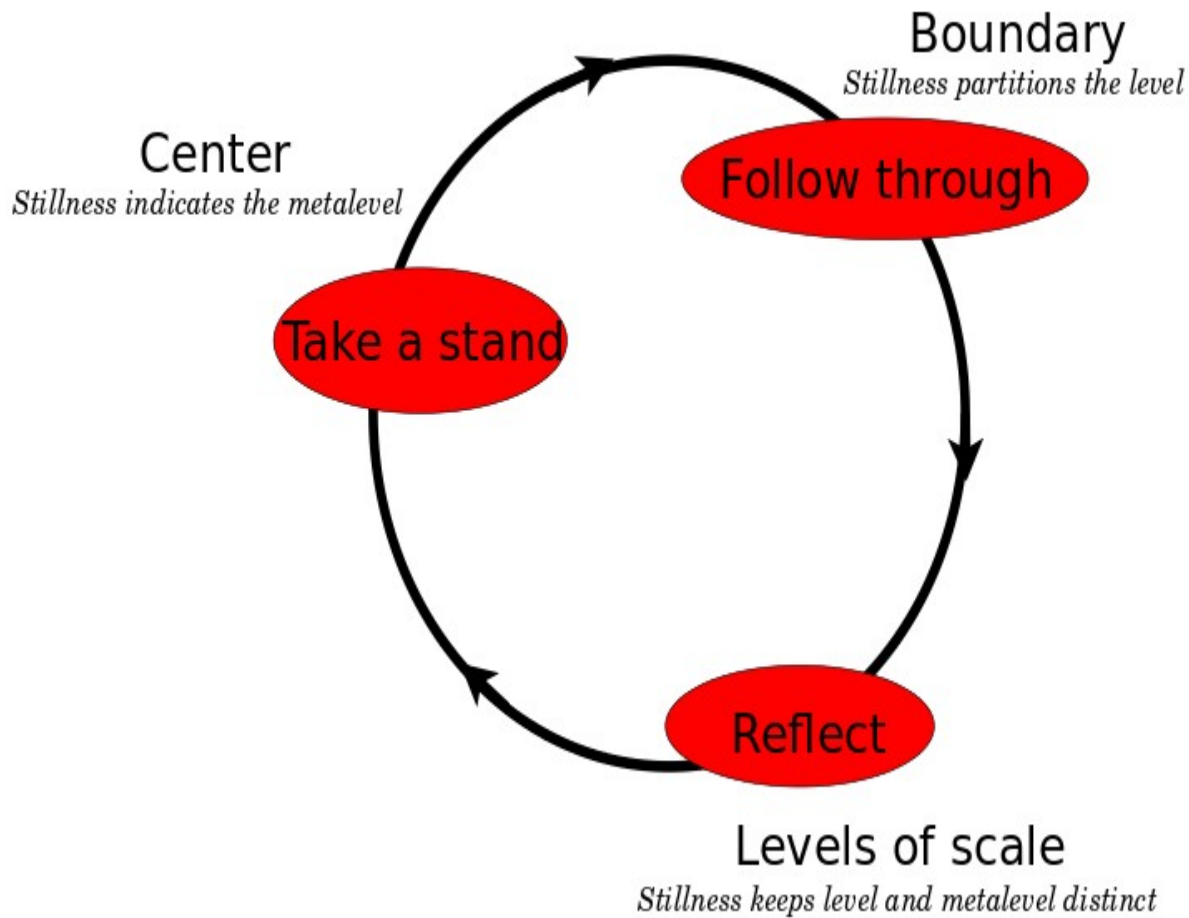 Boundary
Stillness partitions the level
Center
Stillness indicates the metalevel
Follow through
Take a stand
Reflect
Levels of scale
Stillness keeps level and metalevel distinct